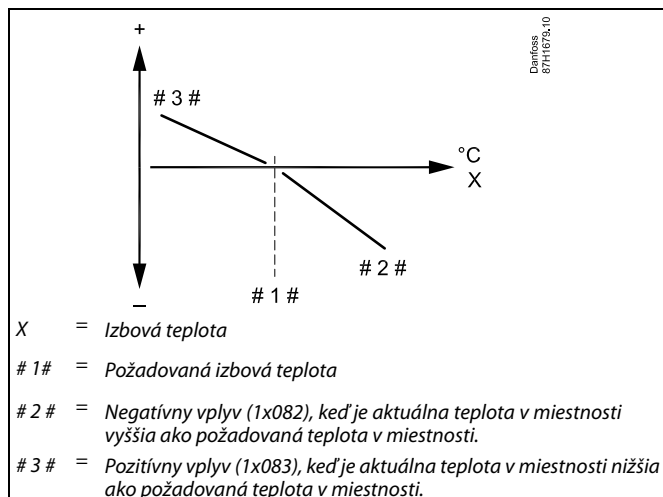 +
Danfoss
87H1679.10
# 3 #
°C
X
# 2 #
# 1 #
–
X = Izbová teplota
# 1# = Požadovaná izbová teplota
# 2 # = Negatívny vplyv (1x082), keď je aktuálna teplota v miestnosti
vyššia ako požadovaná teplota v miestnosti.
# 3 # = Pozitívny vplyv (1x083), keď je aktuálna teplota v miestnosti nižšia
ako požadovaná teplota v miestnosti.